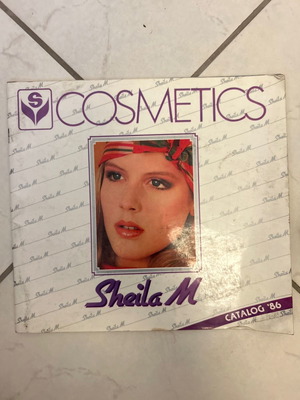 S
COSMETICS
Sheila M
CATALOG '86